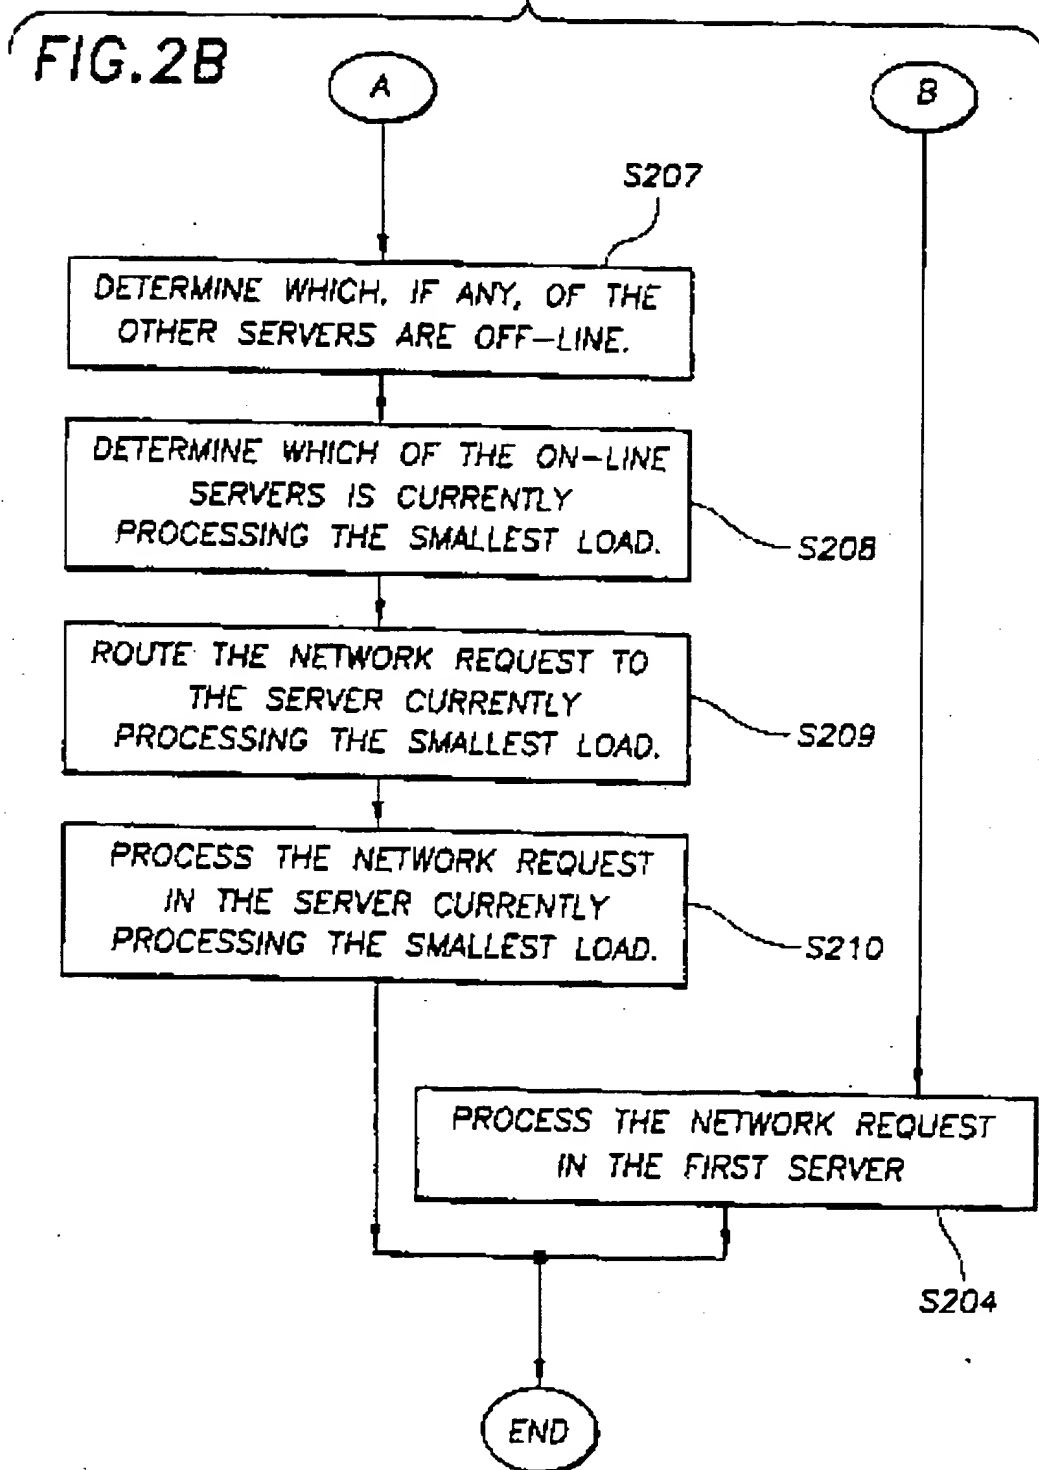 FIG.2B
A
B
S207
DETERMINE WHICH, IF ANY, OF THE
OTHER SERVERS ARE OFF-LINE.
DETERMINE WHICH OF THE ON-LINE
SERVERS IS CURRENTLY
PROCESSING THE SMALLEST LOAD.
S208
ROUTE THE NETWORK REQUEST TO
THE SERVER CURRENTLY
PROCESSING THE SMALLEST LOAD.
S209
PROCESS THE NETWORK REQUEST
IN THE SERVER CURRENTLY
PROCESSING THE SMALLEST LOAD.
S210
PROCESS THE NETWORK REQUEST
IN THE FIRST SERVER
S204
END